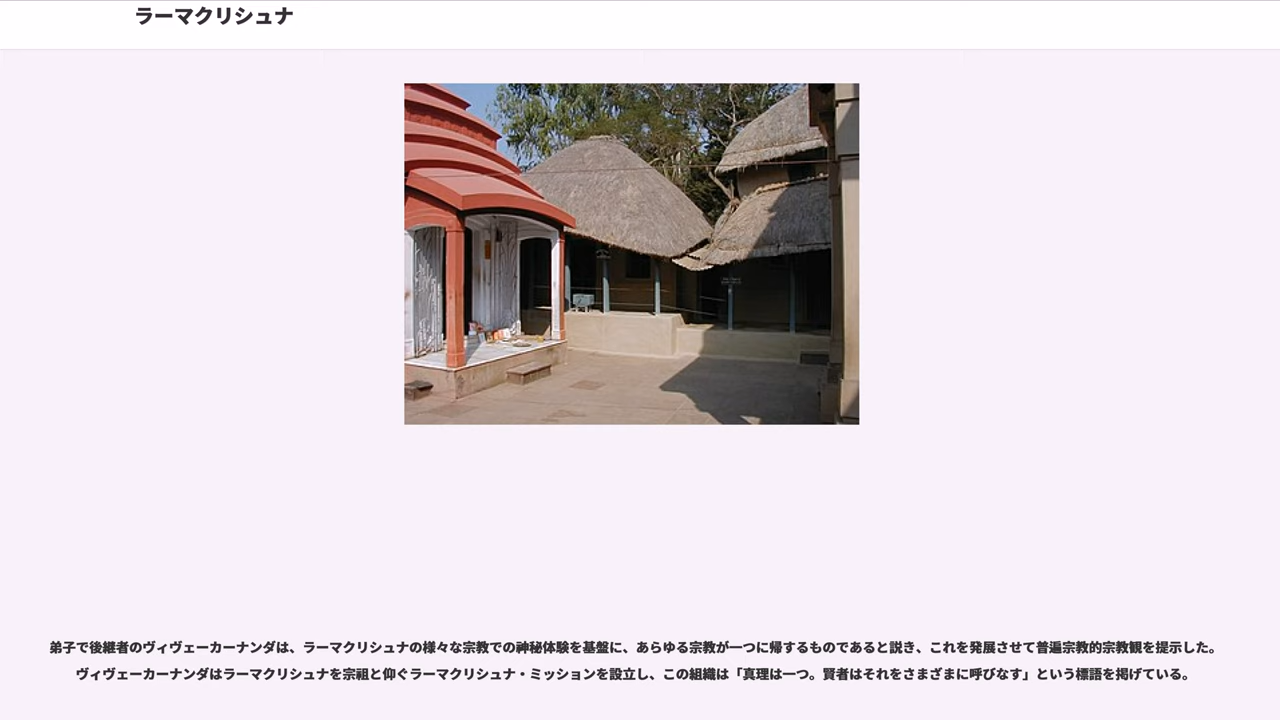 ラーマクリシュナ
弟子で後継者のヴィヴェーカーナンダは、ラーマクリシュナの様々な宗教での神秘体験を基盤に、あらゆる宗教が一つに帰するものであると説き、これを発展させて普遍宗教的宗教観を提示した。
ヴィヴェーカーナンダはラーマクリシュナを宗祖と仰ぐラーマクリシュナ・ミッションを設立し、この組織は「真理は一つ。賢者はそれをさまざまに呼びなす」という標語を掲げている。